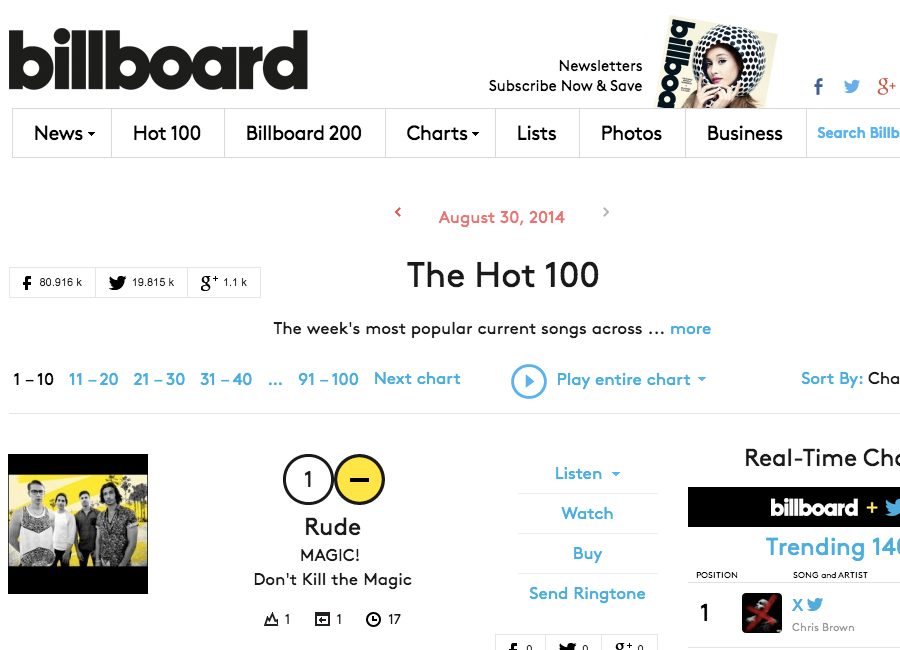 billboard
Newsletters
Subscribe Now & Save
billboa
g+
News
Hot 100
Billboard 200
Charts
Lists
Photos
Business
Search Billb
August 30, 2014
80.916 k
19.815 k
g+ 1.1 k
The Hot 100
The week's most popular current songs across ... more
1 – 10 11 – 20 21 – 30 31 – 40 ... 91 – 100 Next chart
Play entire chart
Sort By: Cha
1
Rude
MAGIC!
Don't Kill the Magic
1 1 17
Listen
Watch
Buy
Send Ringtone
0 0 g+ 0
Real-Time Cha
billboard +
Trending 140
POSITION SONG and ARTIST
1
X
Chris Brown